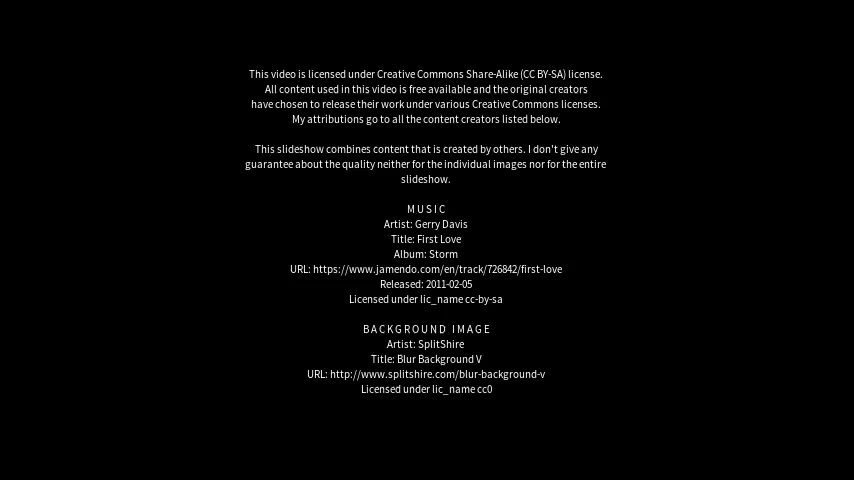 This video is licensed under Creative Commons Share-Alike (CC BY-SA) license.
All content used in this video is free available and the original creators
have chosen to release their work under various Creative Commons licenses.
My attributions go to all the content creators listed below.
This slideshow combines content that is created by others. I don't give any
guarantee about the quality neither for the individual images nor for the entire
slideshow.
MUSIC
Artist: Gerry Davis
Title: First Love
Album: Storm
URL: https://www.jamendo.com/en/track/726842/first-love
Released: 2011-02-05
Licensed under lic_name cc-by-sa
BACKGROUND IMAGE
Artist: SplitShire
Title: Blur Background V
URL: http://www.splitshire.com/blur-background-v
Licensed under lic_name cc0